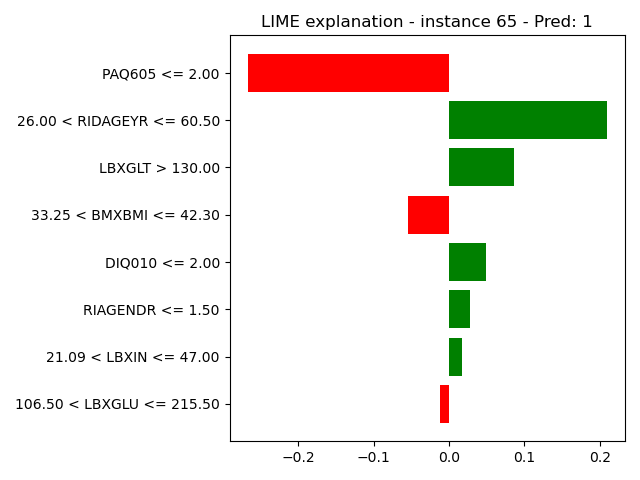 LIME explanation - instance 65 - Pred: 1
PAQ605 <= 2.00
26.00 < RIDAGEYR <= 60.50
LBXGLT > 130.00
33.25 < BMXBMI <= 42.30
DIQ010 <= 2.00
RIAGENDR <= 1.50
21.09 < LBXIN <= 47.00
106.50 < LBXGLU <= 215.50
−0.2 −0.1 0.0 0.1 0.2